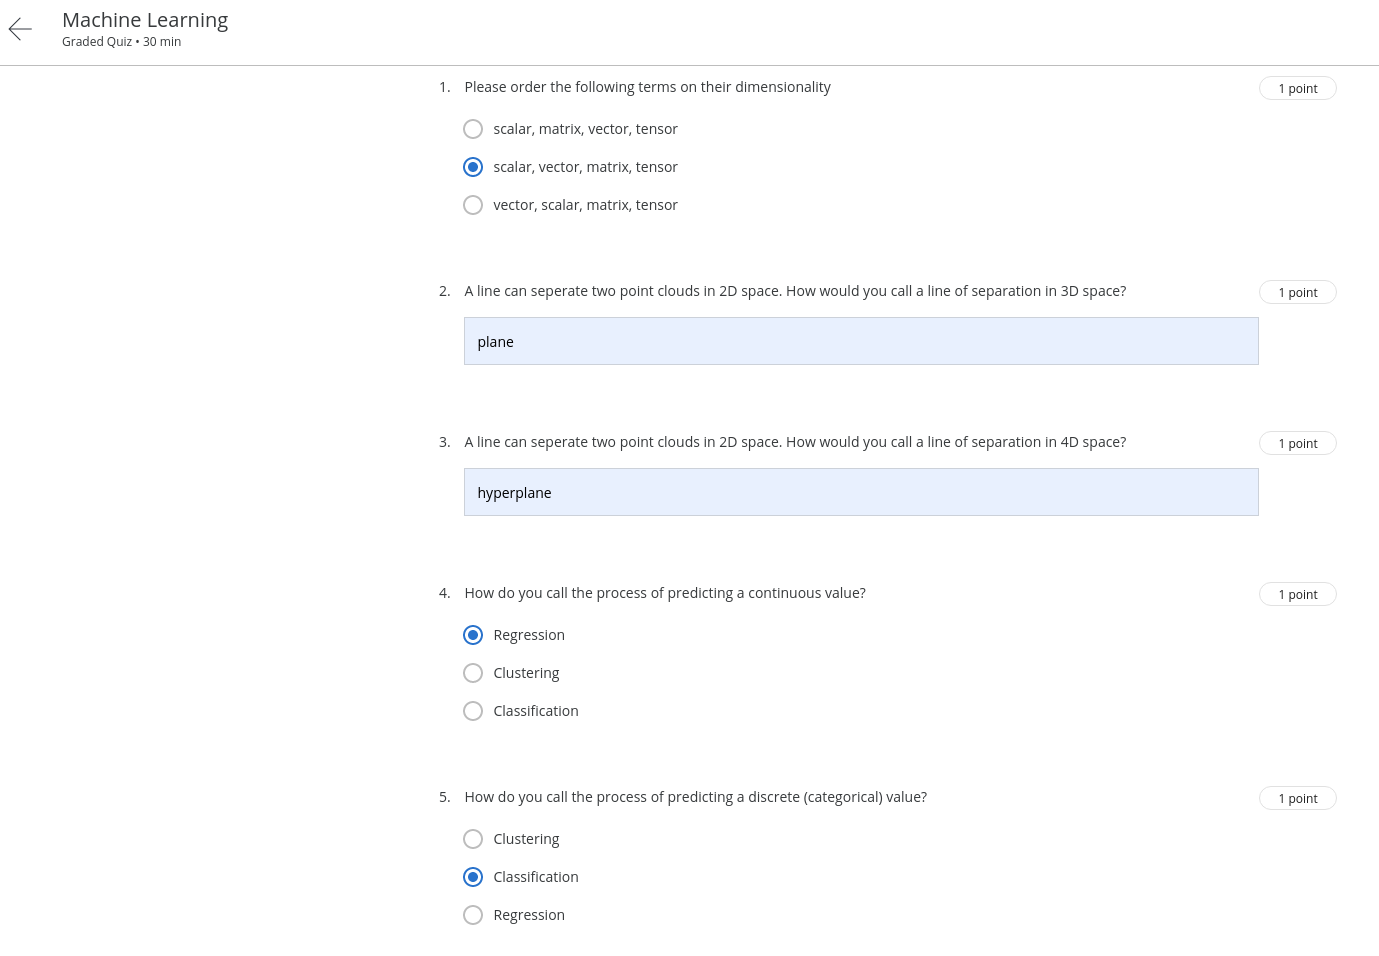 Machine Learning
Graded Quiz • 30 min
1. Please order the following terms on their dimensionality
1 point
scalar, matrix, vector, tensor
scalar, vector, matrix, tensor
vector, scalar, matrix, tensor
2. A line can seperate two point clouds in 2D space. How would you call a line of separation in 3D space?
1 point
plane
3. A line can seperate two point clouds in 2D space. How would you call a line of separation in 4D space?
1 point
hyperplane
4. How do you call the process of predicting a continuous value?
1 point
Regression
Clustering
Classification
5. How do you call the process of predicting a discrete (categorical) value?
1 point
Clustering
Classification
Regression